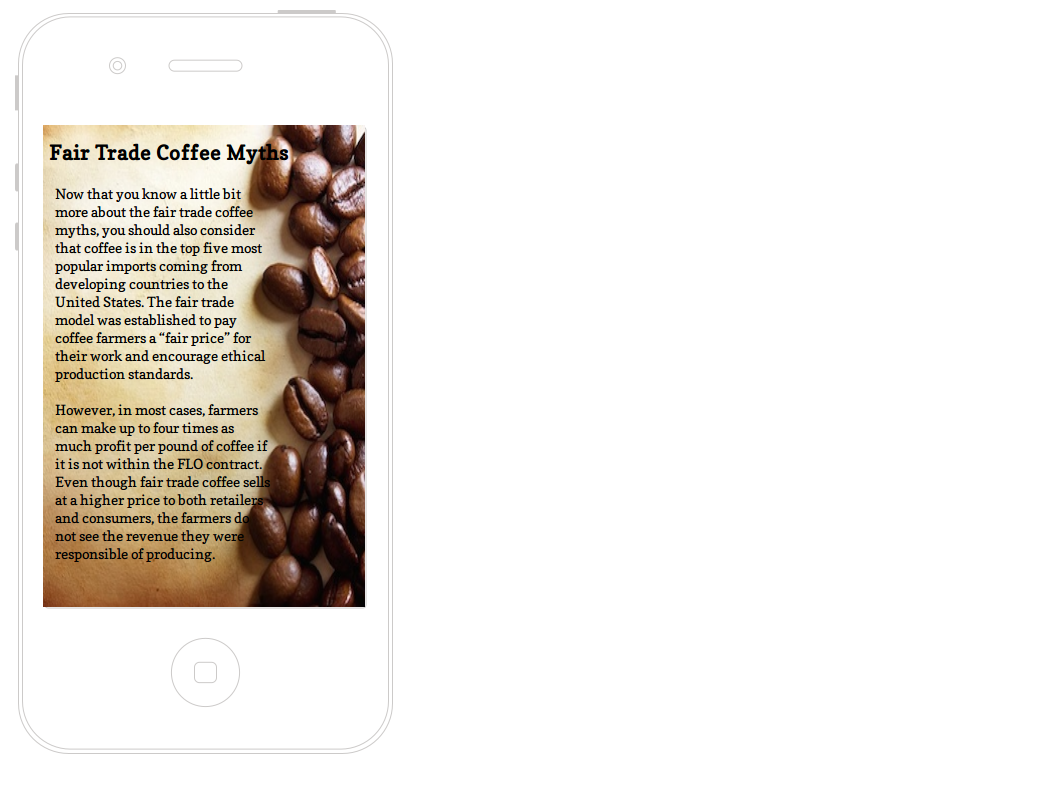 Fair Trade Coffee Myths
Now that you know a little bit
more about the fair trade coffee
myths, you should also consider
that coffee is in the top five most
popular imports coming from
developing countries to the
United States. The fair trade
model was established to pay
coffee farmers a “fair price” for
their work and encourage ethical
production standards.
However, in most cases, farmers
can make up to four times as
much profit per pound of coffee if
it is not within the FLO contract.
Even though fair trade coffee sells
at a higher price to both retailers
and consumers, the farmers do
not see the revenue they were
responsible of producing.